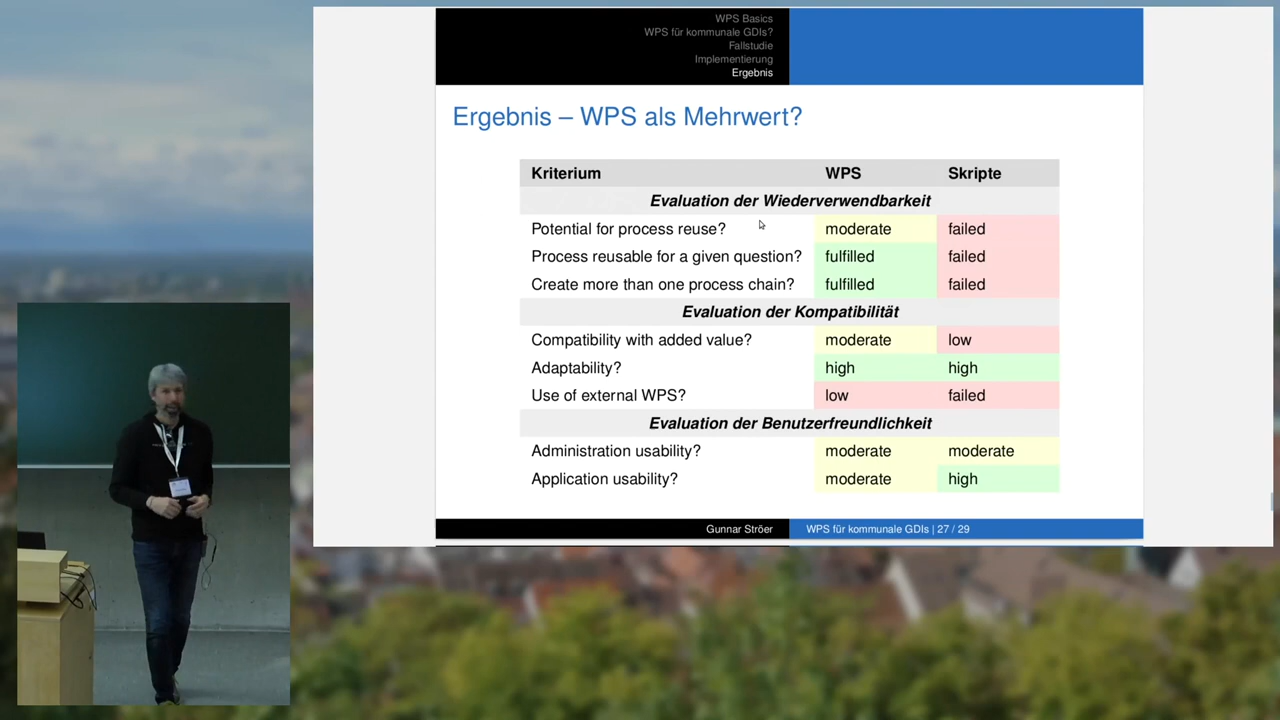 WPS Basics
WPS für kommunale GDIs?
Fallstudie
Implementierung
Ergebnis
Ergebnis – WPS als Mehrwert?
Kriterium WPS Skripte
Evaluation der Wiederverwendbarkeit
Potential for process reuse? moderate failed
Process reusable for a given question? fulfilled failed
Create more than one process chain? fulfilled failed
Evaluation der Kompatibilität
Compatibility with added value? moderate low
Adaptability? high high
Use of external WPS? low failed
Evaluation der Benutzerfreundlichkeit
Administration usability? moderate moderate
Application usability? moderate high
Gunnar Ströer WPS für kommunale GDIs | 27 / 29